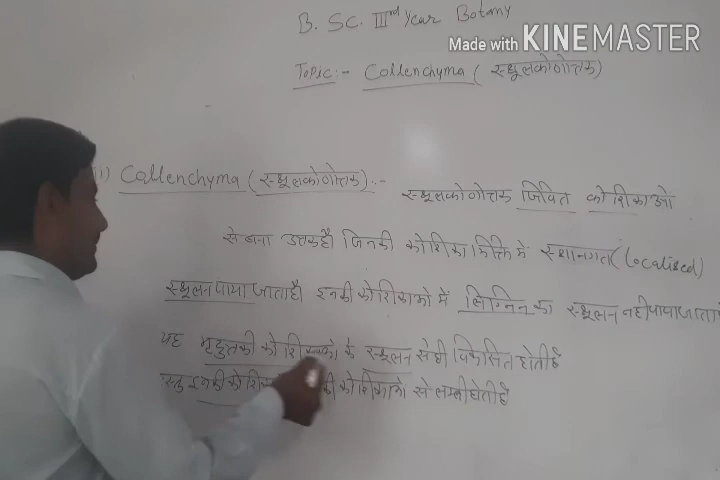 B. Sc. IIIrd Year Botany
Made with KINEMASTER
Topic:- Collenchyma (स्थूलकोणोत्तक)
1) Collenchyma (स्थूलकोणोत्तक):- स्थूलकोणोत्तक जिवित कोशिकाओ
से बना उत्तक है। जिनकी कोशिका भित्ति में स्थानगत (localised)
स्थूलन पाया जाता है। इनकी कोशिकाओ में लिग्निन का स्थूलन नही पाया जाता
यह मृदुतकी कोशिकाओ के स्थूलन से ही विकसित होती है
इनकी कोशिकाओ से लम्बी होती है